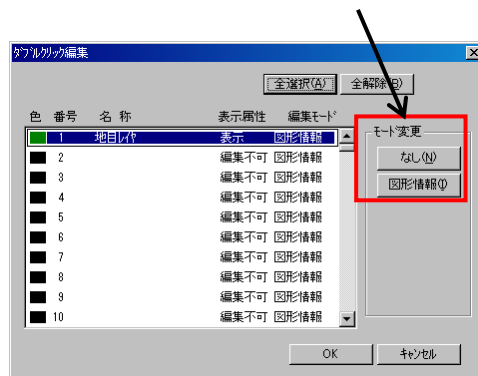 ﾀﾞﾌﾞﾙｸﾘｯｸ編集
全選択(A) 全解除(B)
色 番号 名 称 表示属性 編集ﾓｰﾄﾞ
1 地目ﾚｲﾔ 表示 図形情報
2 編集不可 図形情報
3 編集不可 図形情報
4 編集不可 図形情報
5 編集不可 図形情報
6 編集不可 図形情報
7 編集不可 図形情報
8 編集不可 図形情報
9 編集不可 図形情報
10 編集不可 図形情報
ﾓｰﾄﾞ変更
なし(N)
図形情報(I)
OK ｷｬﾝｾﾙ